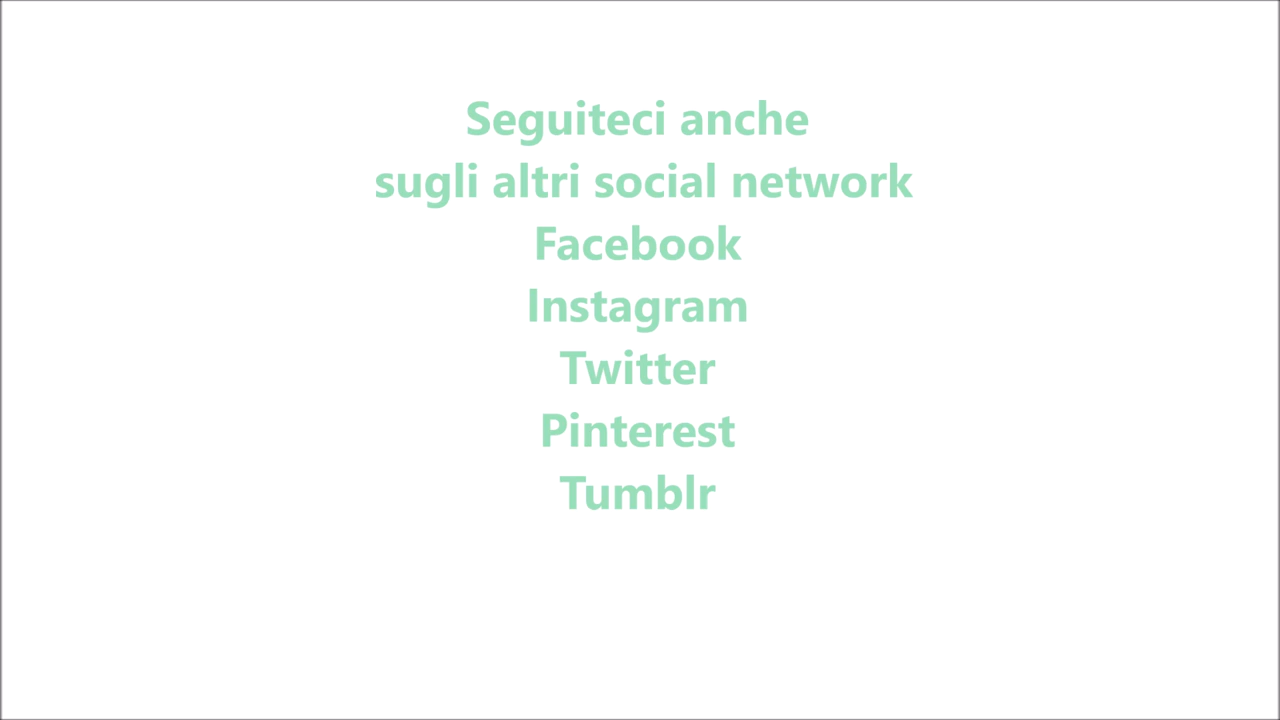 Seguiteci anche
sugli altri social network
Facebook
Instagram
Twitter
Pinterest
Tumblr